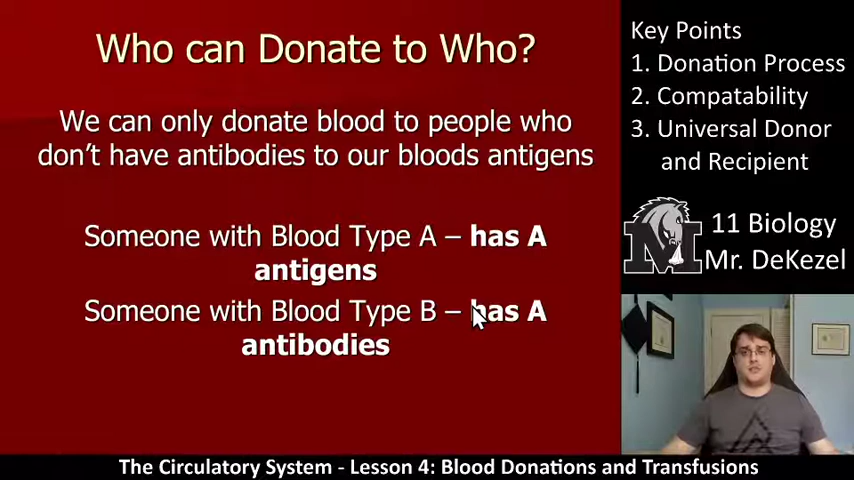 Who can Donate to Who?
We can only donate blood to people who
don't have antibodies to our bloods antigens
Someone with Blood Type A – has A
antigens
Someone with Blood Type B – has A
antibodies
Key Points
1. Donation Process
2. Compatability
3. Universal Donor
and Recipient
M
11 Biology
Mr. DeKezel
The Circulatory System - Lesson 4: Blood Donations and Transfusions